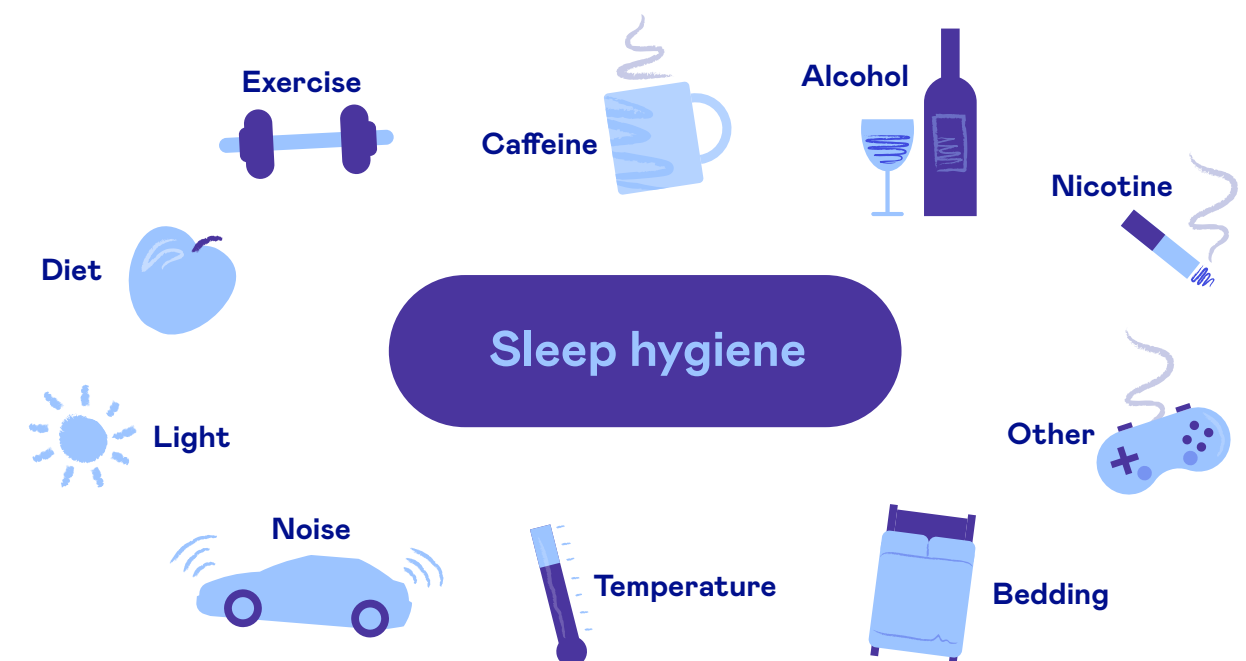 Exercise
Caffeine
Alcohol
Nicotine
Diet
Sleep hygiene
Light
Other
Noise
Temperature
Bedding